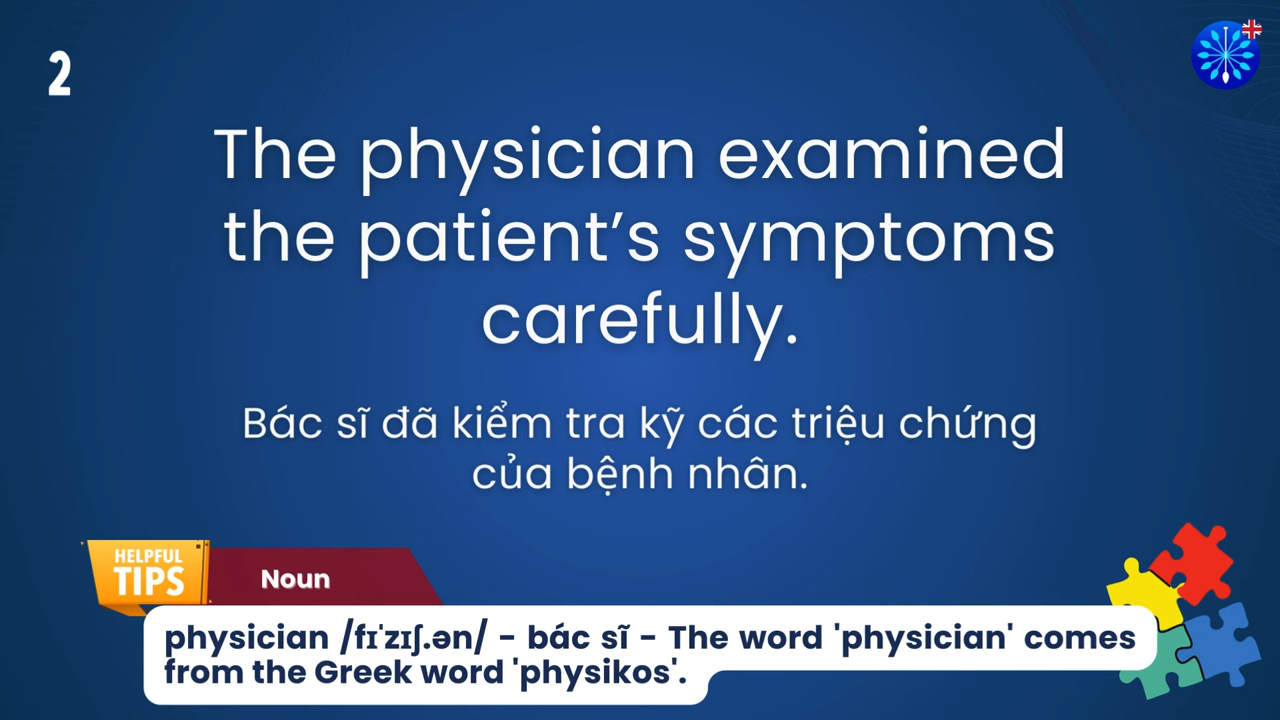 2
The physician examined
the patient’s symptoms
carefully.
Bác sĩ đã kiểm tra kỹ các triệu chứng
của bệnh nhân.
HELPFUL
TIPS
Noun
physician /fɪˈzɪʃ.ən/ - bác sĩ - The word 'physician' comes
from the Greek word 'physikos'.